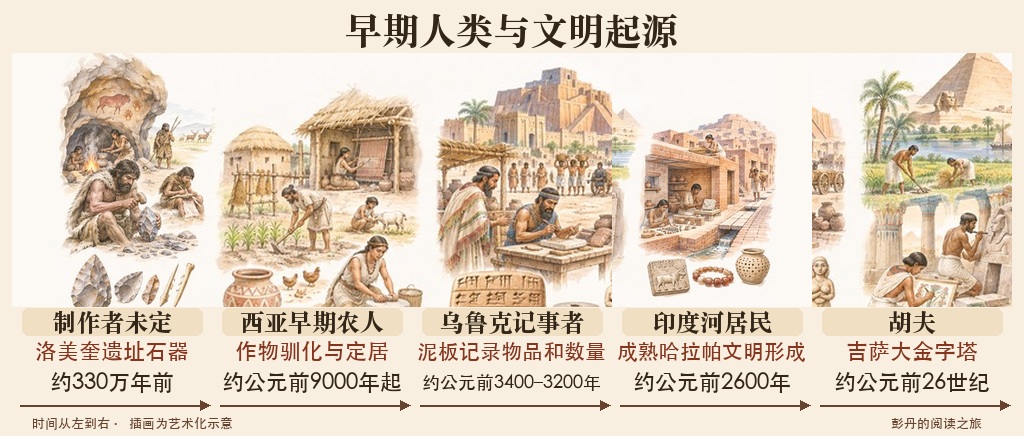 早期人类与文明起源
制作者未定
洛美奎遗址石器
约330万年前
西亚早期农人
作物驯化与定居
约公元前9000年起
乌鲁克记事者
泥板记录物品和数量
约公元前3400–3200年
印度河居民
成熟哈拉帕文明形成
约公元前2600年
胡夫
吉萨大金字塔
约公元前26世纪
时间从左到右· 插画为艺术化示意
彭丹的阅读之旅